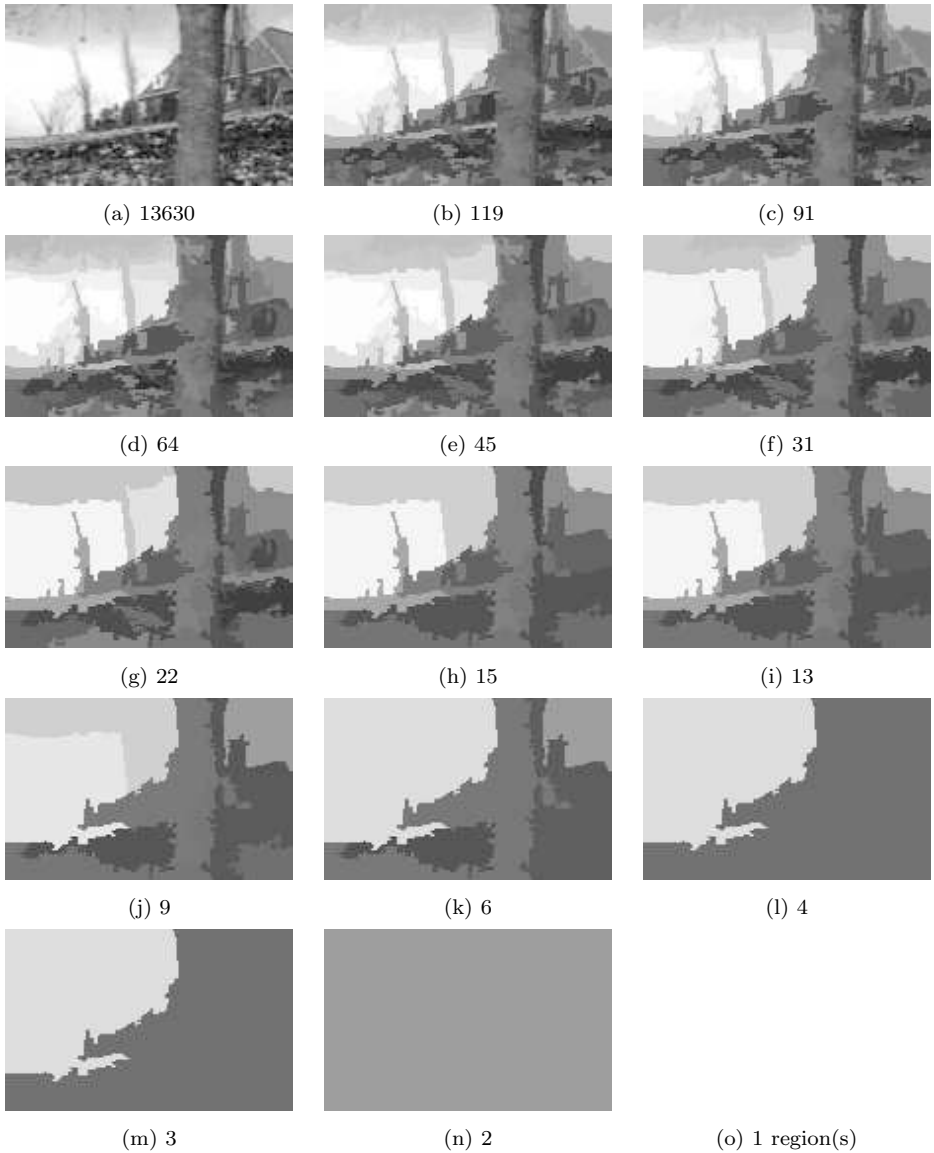 (a) 13630
(b) 119
(c) 91
(d) 64
(e) 45
(f) 31
(g) 22
(h) 15
(i) 13
(j) 9
(k) 6
(l) 4
(m) 3
(n) 2
(o) 1 region(s)